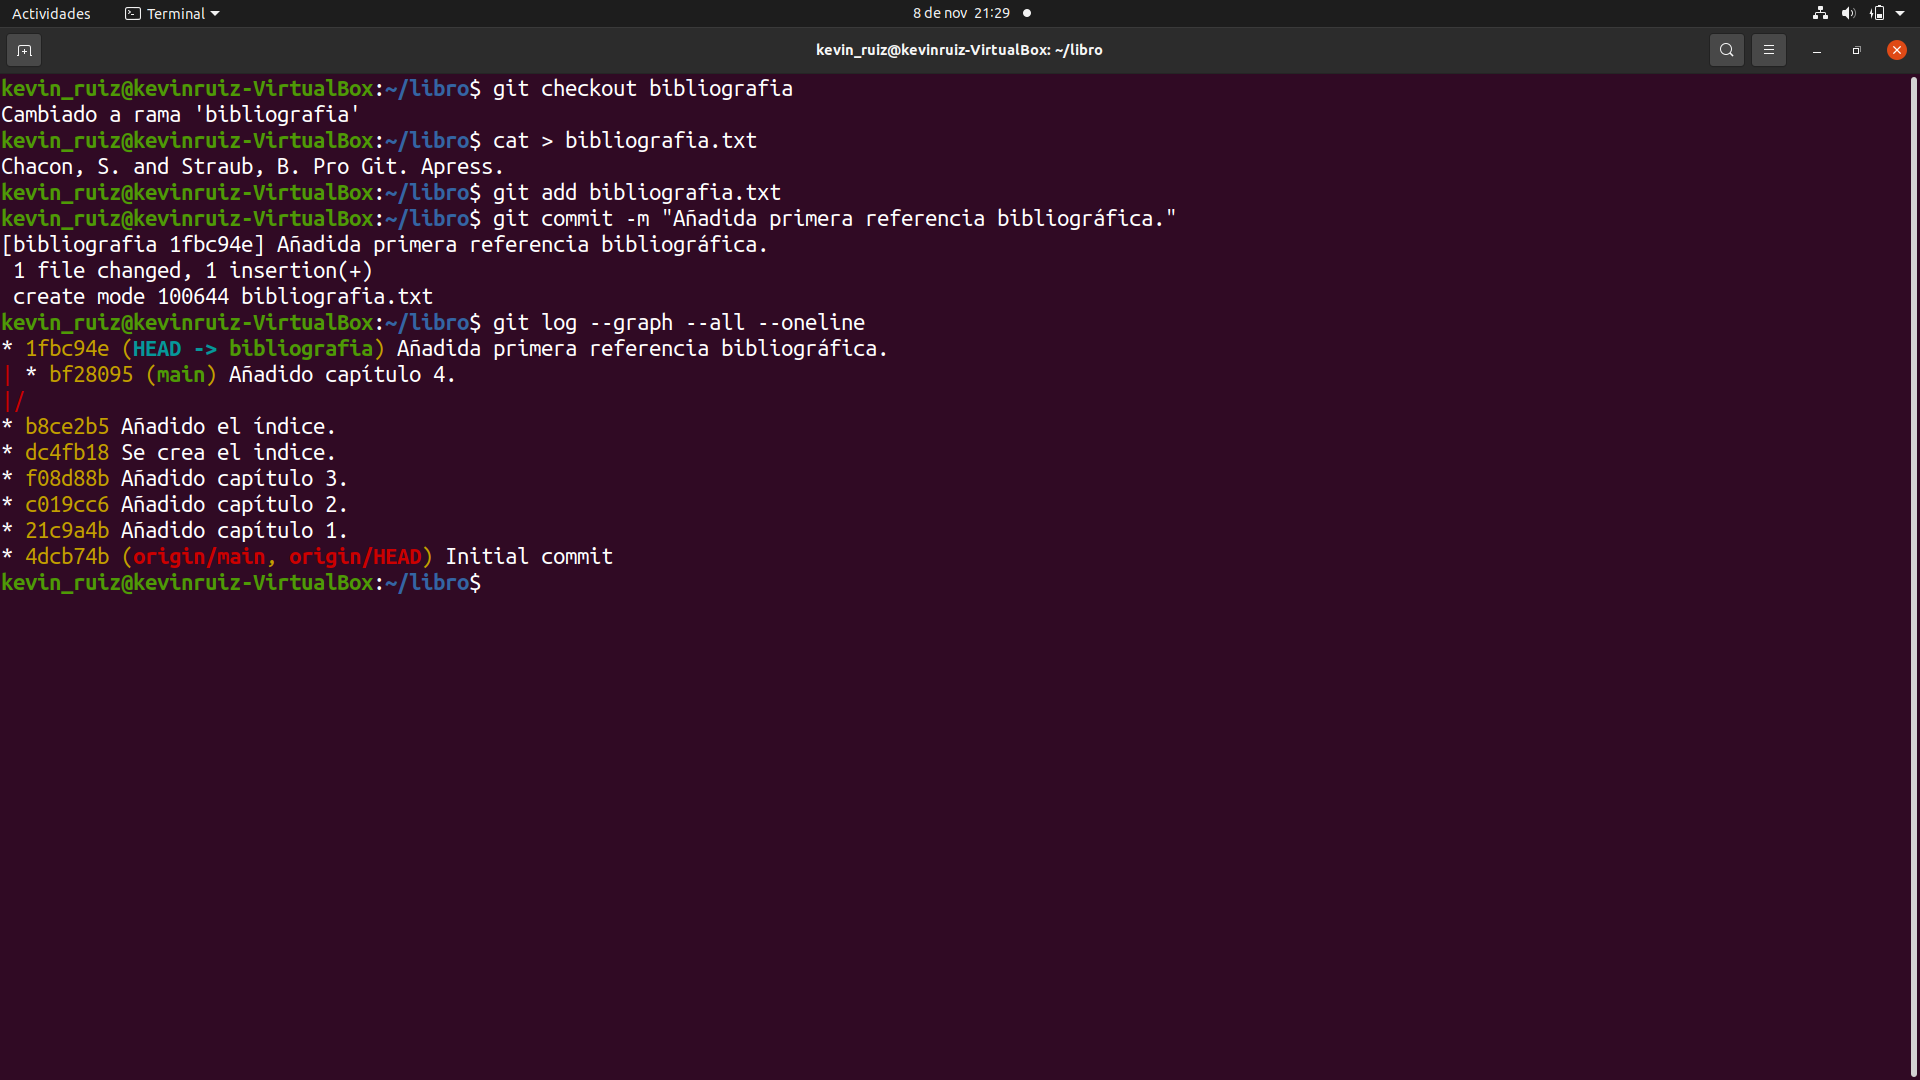 Actividades Terminal 8 de nov 21:29
kevin_ruiz@kevinruiz-VirtualBox: ~/libro
kevin_ruiz@kevinruiz-VirtualBox:~/libro$ git checkout bibliografia
Cambiado a rama 'bibliografia'
kevin_ruiz@kevinruiz-VirtualBox:~/libro$ cat > bibliografia.txt
Chacon, S. and Straub, B. Pro Git. Apress.
kevin_ruiz@kevinruiz-VirtualBox:~/libro$ git add bibliografia.txt
kevin_ruiz@kevinruiz-VirtualBox:~/libro$ git commit -m "Añadida primera referencia bibliográfica."
[bibliografia 1fbc94e] Añadida primera referencia bibliográfica.
 1 file changed, 1 insertion(+)
 create mode 100644 bibliografia.txt
kevin_ruiz@kevinruiz-VirtualBox:~/libro$ git log --graph --all --oneline
* 1fbc94e (HEAD -> bibliografia) Añadida primera referencia bibliográfica.
| * bf28095 (main) Añadido capítulo 4.
|/
* b8ce2b5 Añadido el índice.
* dc4fb18 Se crea el indice.
* f08d88b Añadido capítulo 3.
* c019cc6 Añadido capítulo 2.
* 21c9a4b Añadido capítulo 1.
* 4dcb74b (origin/main, origin/HEAD) Initial commit
kevin_ruiz@kevinruiz-VirtualBox:~/libro$